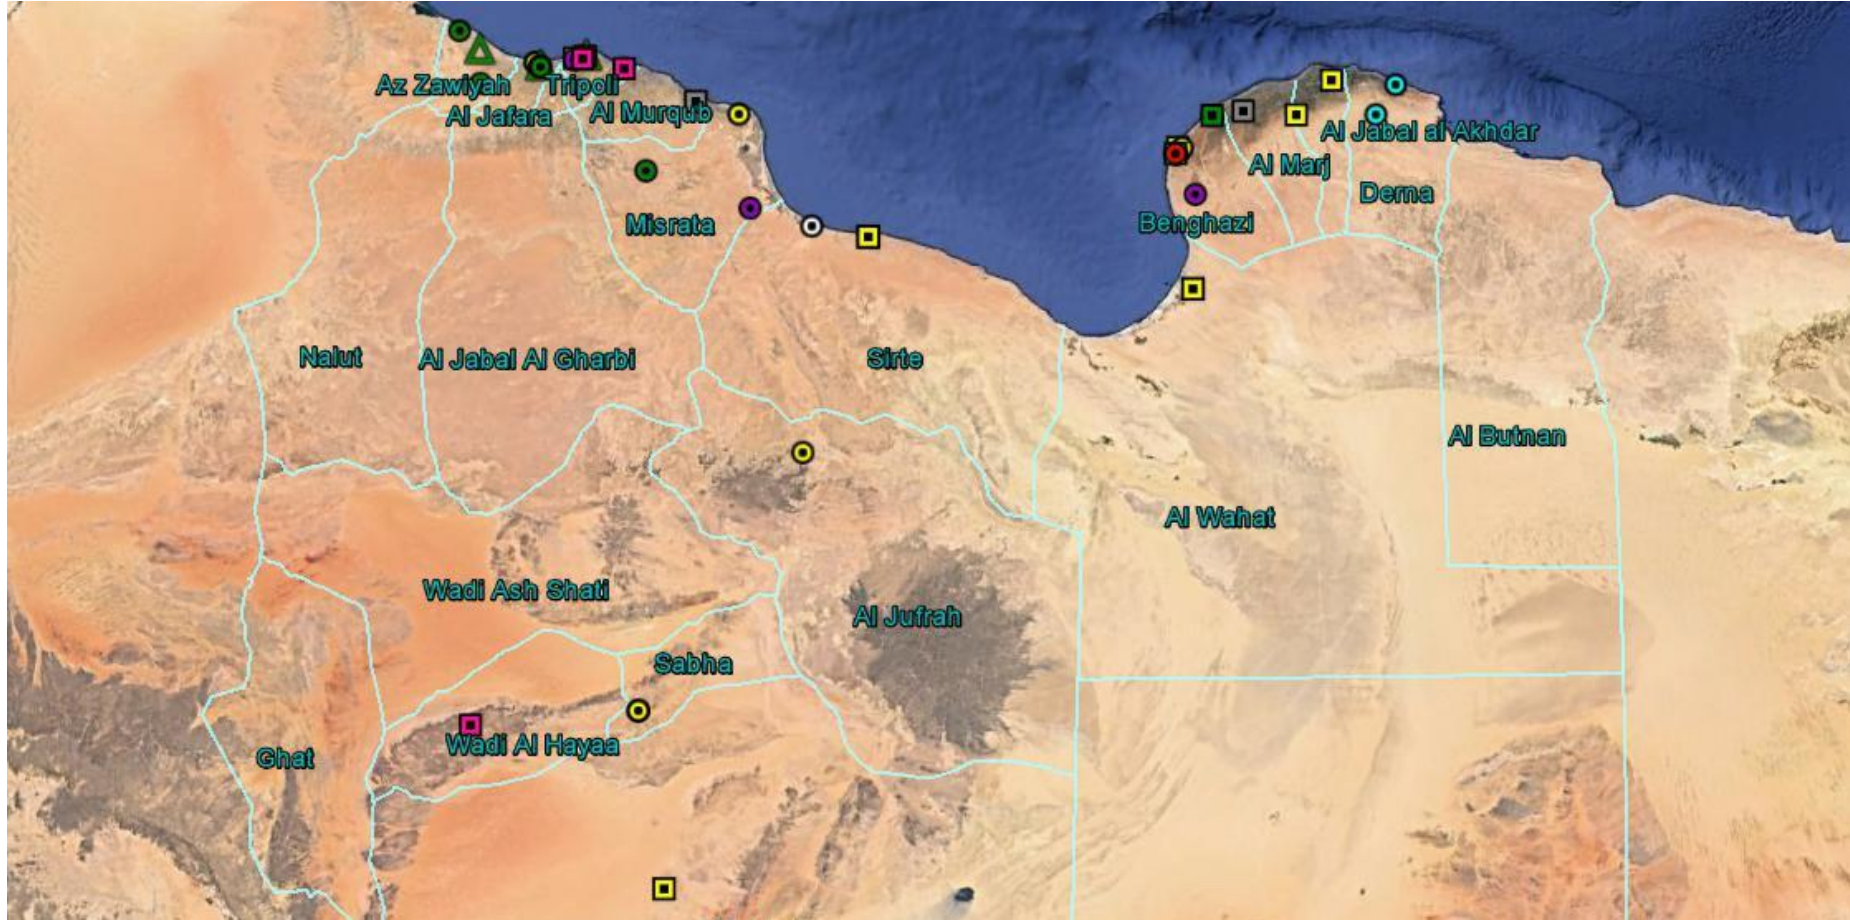 Az Zawiyah
Tripoli
Al Jafara
Al Murqub
Al Jabal al Akhdar
Al Marj
Derna
Misrata
Benghazi
Nalut
Al Jabal Al Gharbi
Sirte
Al Butnan
Al Wahat
Wadi Ash Shati
Al Jufrah
Sabha
Wadi Al Hayaa
Ghat